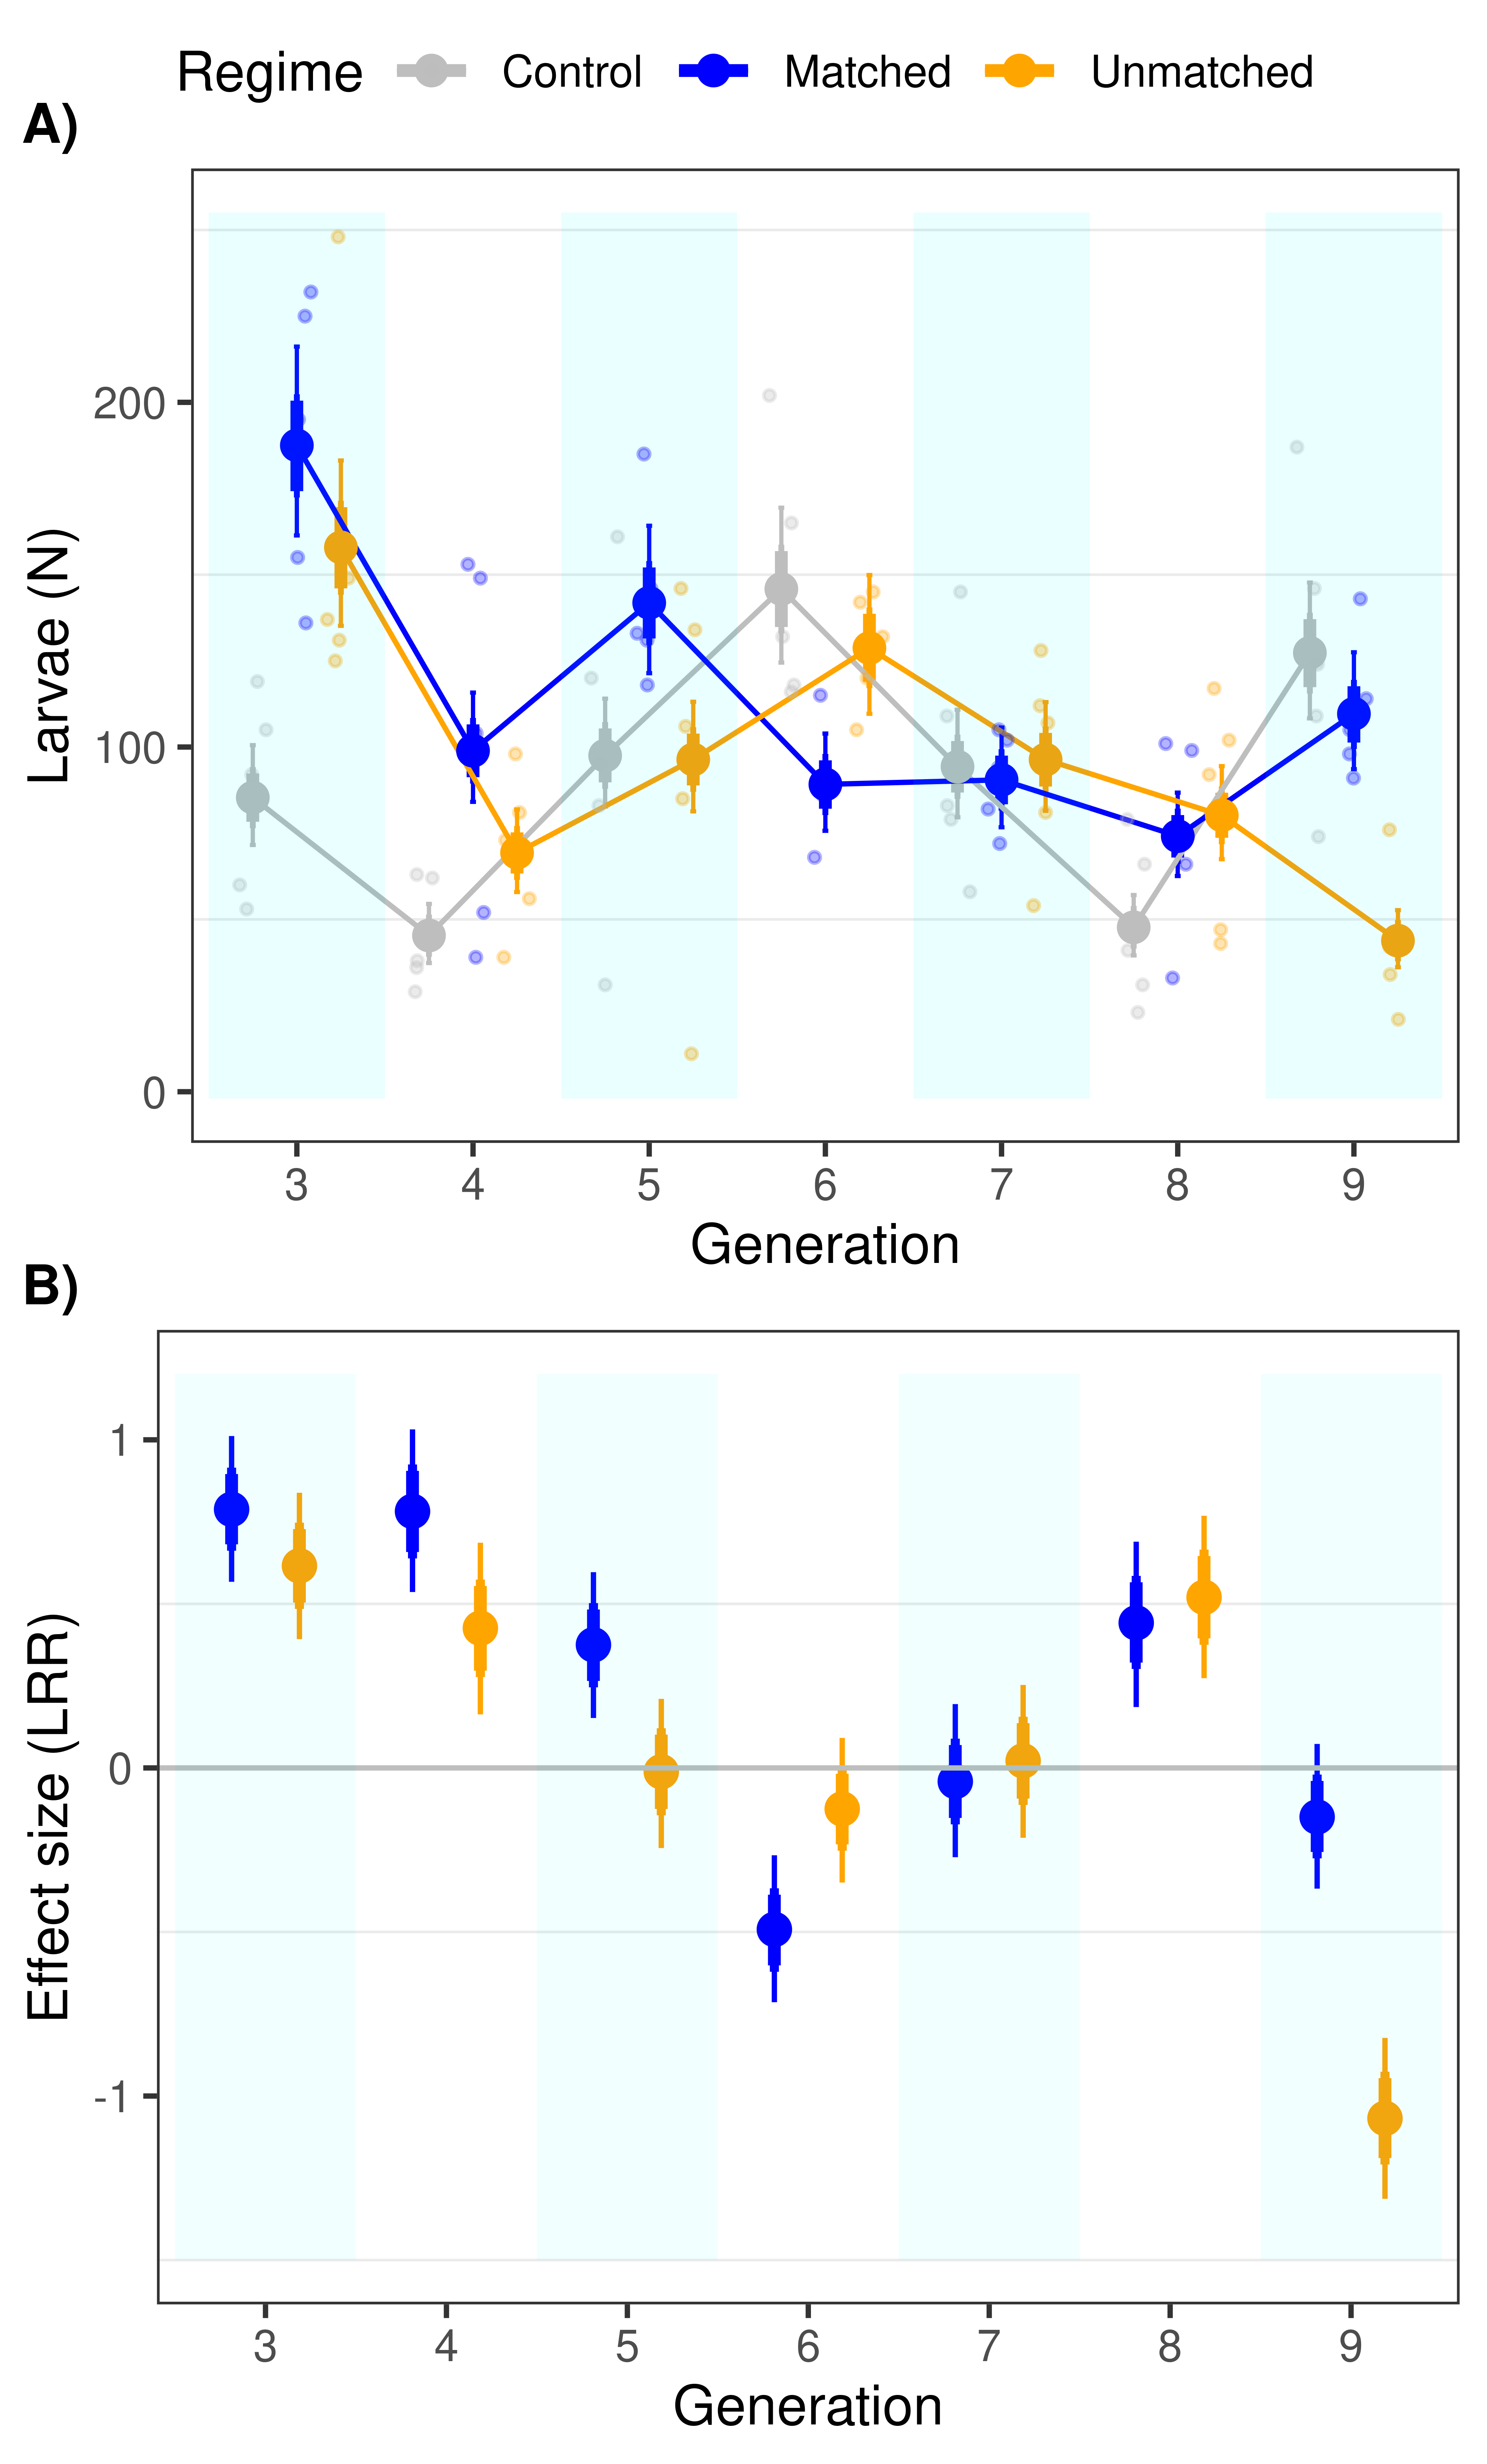 Regime Control Matched Unmatched
A)
Larvae (N)
200
100
0
3 4 5 6 7 8 9
Generation
B)
Effect size (LRR)
1
0
-1
3 4 5 6 7 8 9
Generation